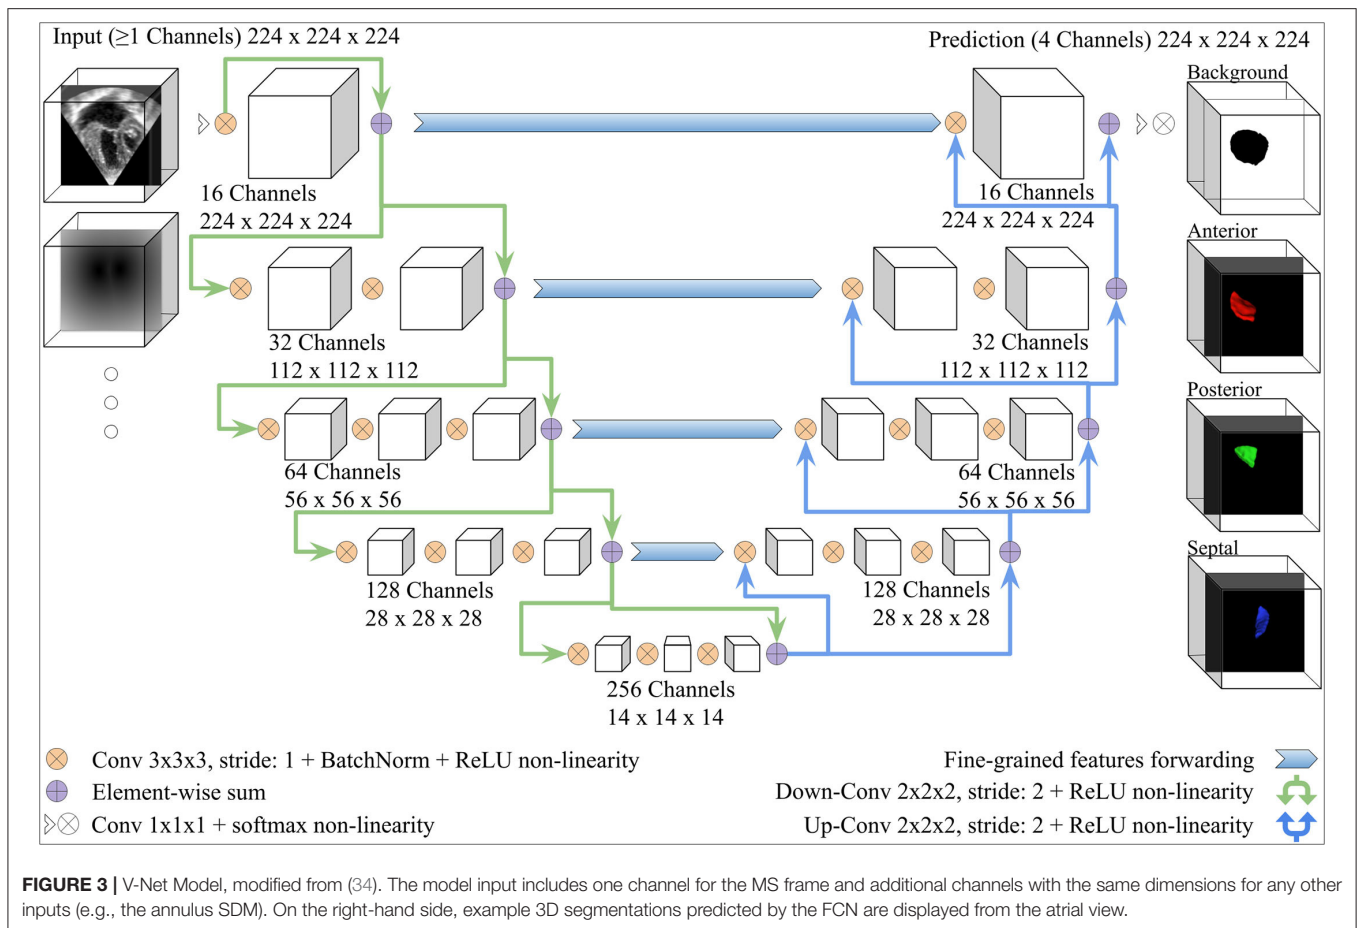 Input (≥1 Channels) 224 x 224 x 224
Prediction (4 Channels) 224 x 224 x 224
Background
16 Channels
224 x 224 x 224
16 Channels
224 x 224 x 224
Anterior
32 Channels
112 x 112 x 112
32 Channels
112 x 112 x 112
Posterior
64 Channels
56 x 56 x 56
64 Channels
56 x 56 x 56
Septal
128 Channels
28 x 28 x 28
128 Channels
28 x 28 x 28
256 Channels
14 x 14 x 14
Conv 3x3x3, stride: 1 + BatchNorm + ReLU non-linearity
Element-wise sum
Conv 1x1x1 + softmax non-linearity
Fine-grained features forwarding
Down-Conv 2x2x2, stride: 2 + ReLU non-linearity
Up-Conv 2x2x2, stride: 2 + ReLU non-linearity
FIGURE 3 | V-Net Model, modified from (34). The model input includes one channel for the MS frame and additional channels with the same dimensions for any other
inputs (e.g., the annulus SDM). On the right-hand side, example 3D segmentations predicted by the FCN are displayed from the atrial view.